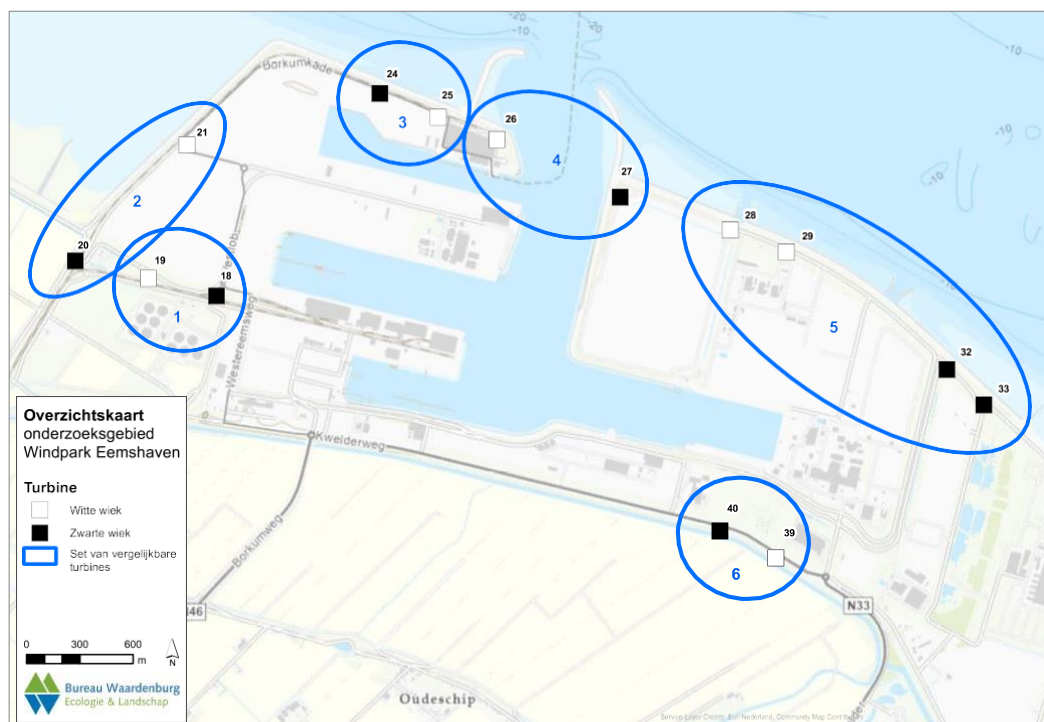 -20
-20
-10
-10
-10
-10
Borkumkade
24
25
26
3
21
4
27
2
20
19
18
1
28
29
5
32
33
Westereemsweg
Kwelderweg
Borkumweg
40
39
6
N33
N46
Oudeschip
Overzichtskaart
onderzoeksgebied
Windpark Eemshaven
Turbine
Witte wiek
Zwarte wiek
Set van vergelijkbare
turbines
0 300 600
m
N
Bureau Waardenburg
Ecologie & Landschap
Service Layer Credits: Esri Nederland, Community Map Contributors